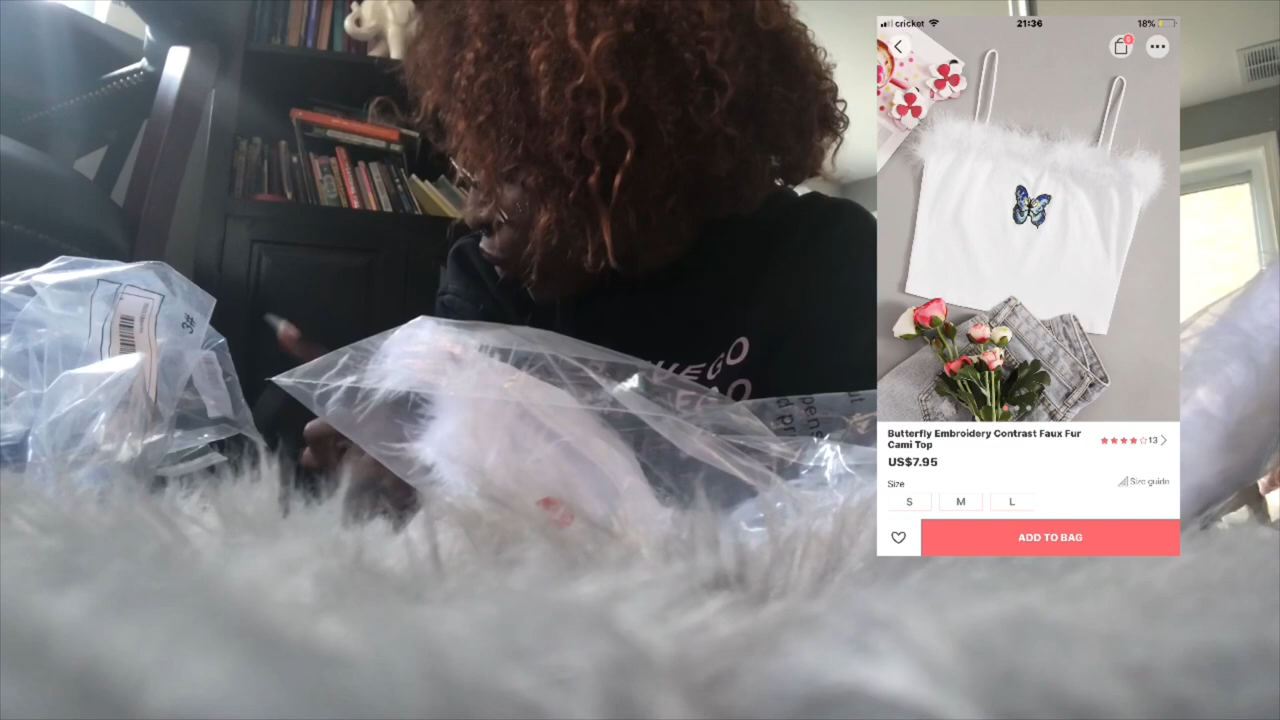 cricket
21:36
18%
Butterfly Embroidery Contrast Faux Fur
Cami Top
13
US$7.95
Size
Size guide
S
M
L
ADD TO BAG
3#